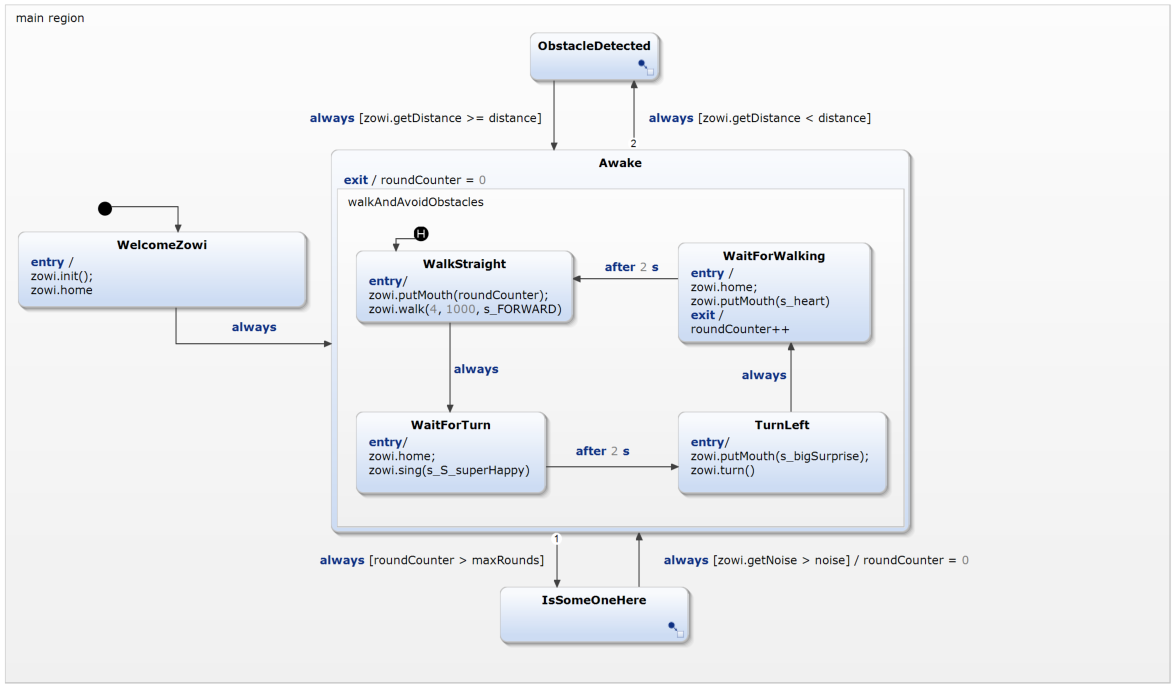 main region
ObstacleDetected
always [zowi.getDistance >= distance]
always [zowi.getDistance < distance]
2
Awake
exit / roundCounter = 0
walkAndAvoidObstacles
H
WelcomeZowi
entry /
zowi.init();
zowi.home
always
WalkStraight
entry/
zowi.putMouth(roundCounter);
zowi.walk(4, 1000, s_FORWARD)
after 2 s
WaitForWalking
entry /
zowi.home;
zowi.putMouth(s_heart)
exit /
roundCounter++
always
always
WaitForTurn
entry/
zowi.home;
zowi.sing(s_S_superHappy)
after 2 s
TurnLeft
entry/
zowi.putMouth(s_bigSurprise);
zowi.turn()
1
always [roundCounter > maxRounds]
always [zowi.getNoise > noise] / roundCounter = 0
IsSomeOneHere